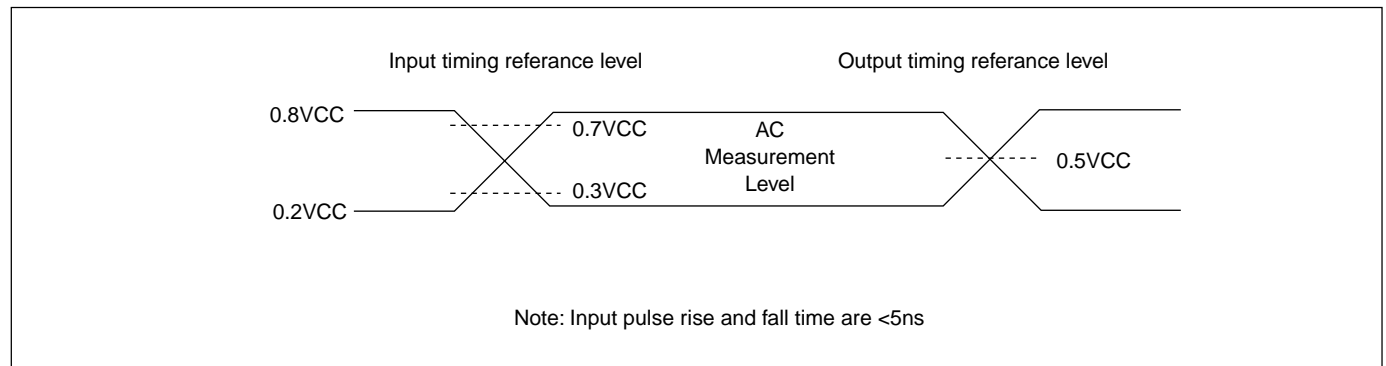 Input timing referance level
Output timing referance level
0.8VCC
0.7VCC
AC
Measurement
Level
0.5VCC
0.3VCC
0.2VCC
Note: Input pulse rise and fall time are <5ns